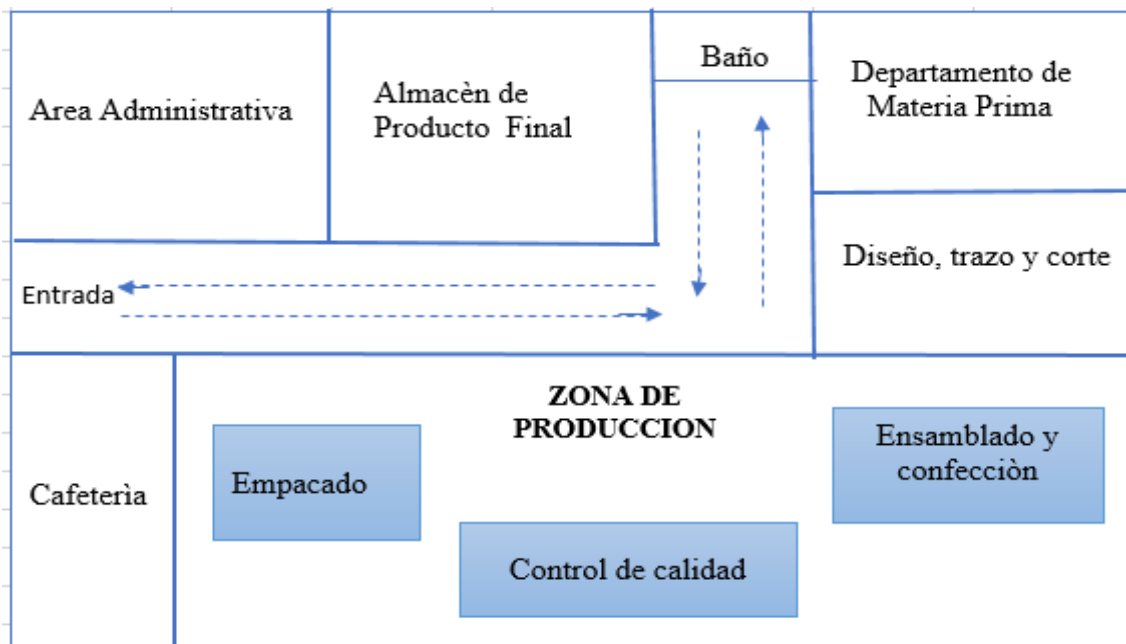 Area Administrativa
Almacèn de
Producto Final
Baño
Departamento de
Materia Prima
Diseño, trazo y corte
Entrada
ZONA DE
PRODUCCION
Cafeterìa
Empacado
Control de calidad
Ensamblado y
confecciòn